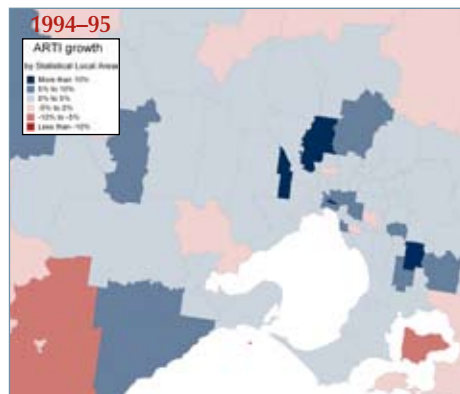 1994–95
ARTI growth
by Statistical Local Areas
More than 10%
5% to 10%
0% to 5%
-5% to 0%
-10% to -5%
Less than -10%